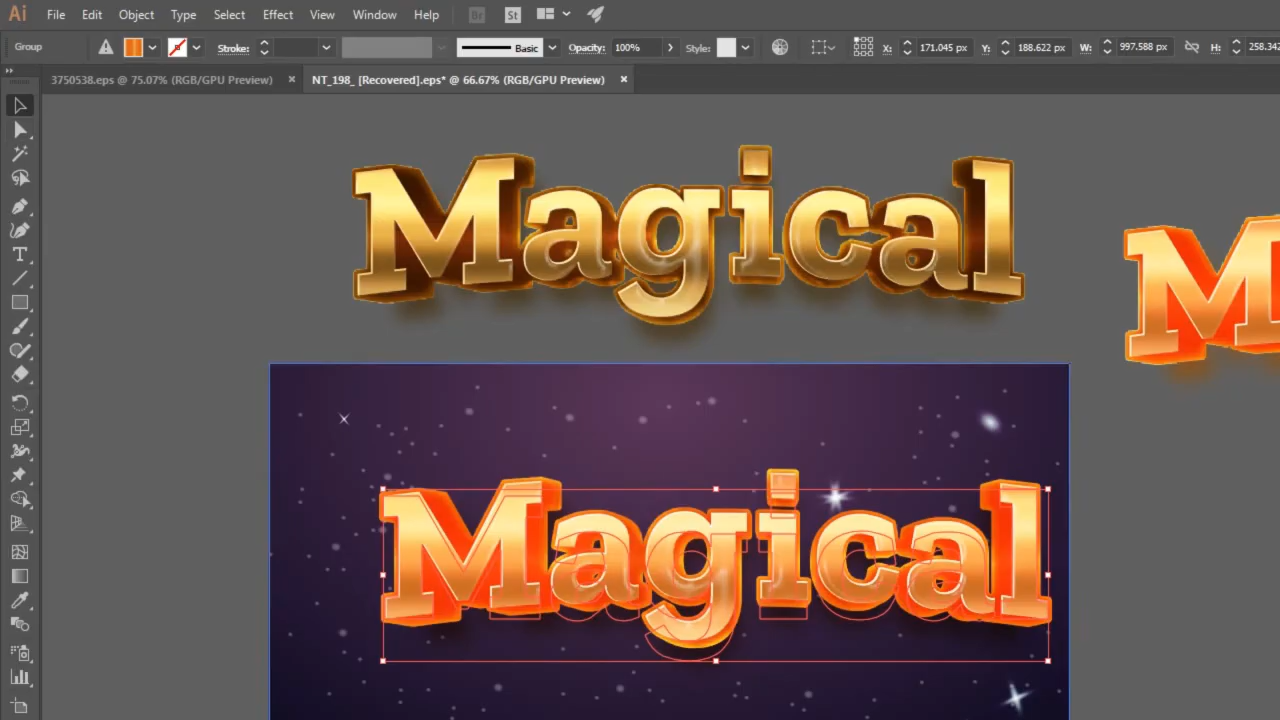 Ai File Edit Object Type Select Effect View Window Help Br St
Group Stroke: Basic Opacity: 100% Style: X: 171.045 px Y: 188.622 px W: 997.588 px H: 258.342
3750538.eps @ 75.07% (RGB/GPU Preview) × NT_198_ [Recovered].eps* @ 66.67% (RGB/GPU Preview) ×
Magical
M
Magical